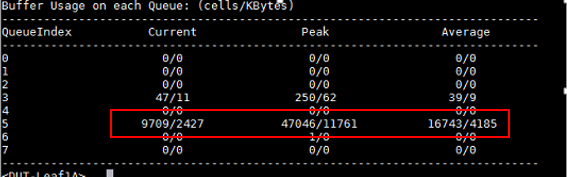 Buffer Usage on each Queue: (cells/KBytes)
--------------------------------------------------------------------------------
QueueIndex Current Peak Average
--------------------------------------------------------------------------------
0 0/0 0/0 0/0
1 0/0 0/0 0/0
2 0/0 0/0 0/0
3 47/11 250/62 39/9
4 0/0 0/0 0/0
5 9709/2427 47046/11761 16743/4185
6 0/0 1/0 0/0
7 0/0 0/0 0/0
--------------------------------------------------------------------------------
<DUT-Leaf1A>